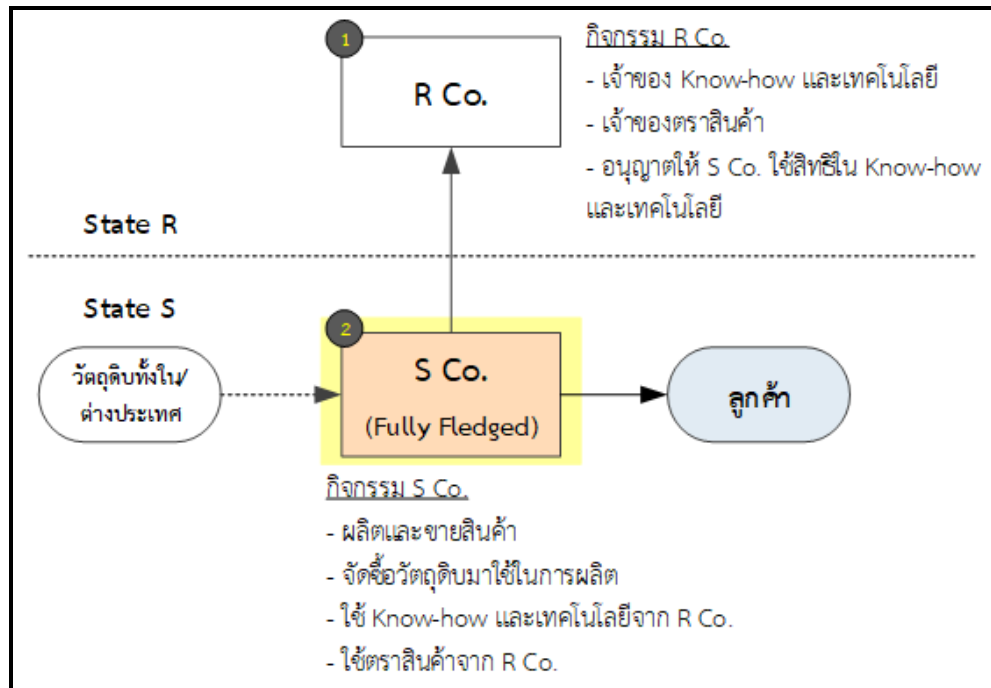 1
R Co.
กิจกรรม R Co.
- เจ้าของ Know-how และเทคโนโลยี
- เจ้าของตราสินค้า
- อนุญาตให้ S Co. ใช้สิทธิใน Know-how
และเทคโนโลยี
State R
State S
วัตถุดิบทั้งใน/
ต่างประเทศ
2
S Co.
(Fully Fledged)
ลูกค้า
กิจกรรม S Co.
- ผลิตและขายสินค้า
- จัดซื้อวัตถุดิบมาใช้ในการผลิต
- ใช้ Know-how และเทคโนโลยีจาก R Co.
- ใช้ตราสินค้าจาก R Co.